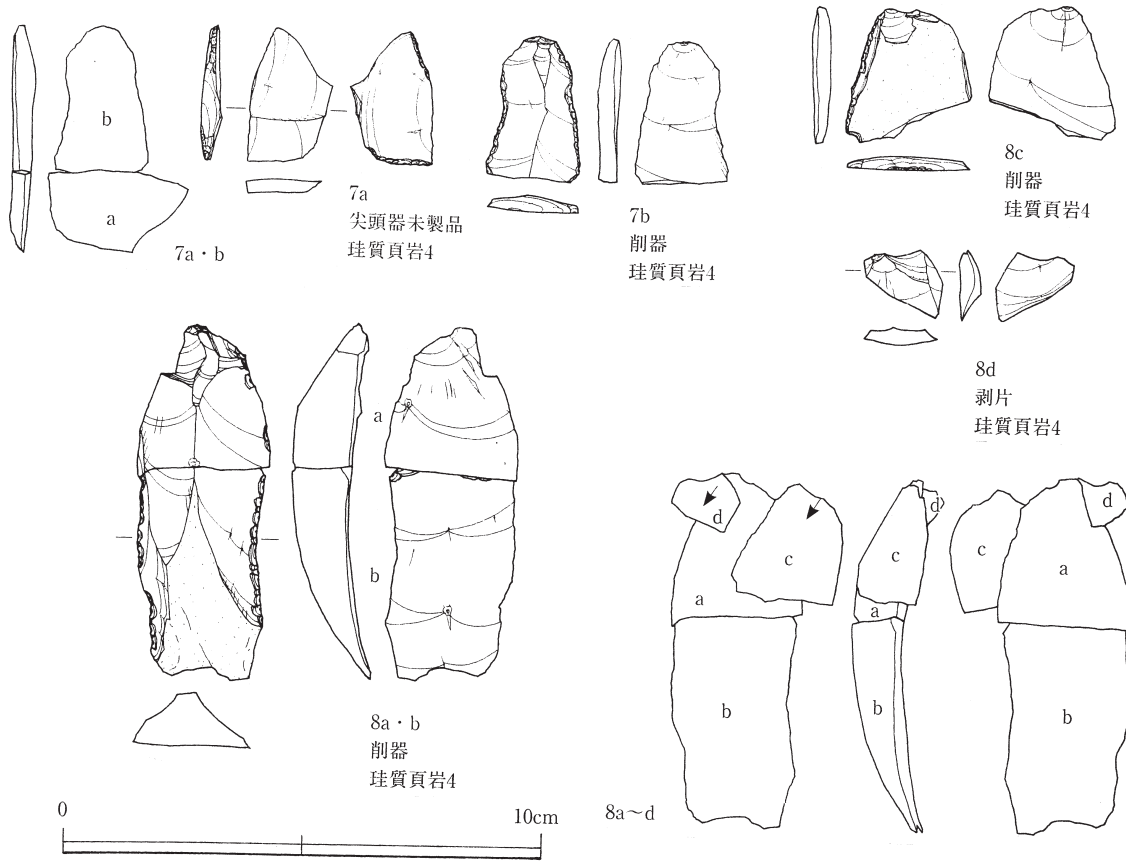 b
a
7a・b
7a
尖頭器未製品
珪質頁岩4
7b
削器
珪質頁岩4
8c
削器
珪質頁岩4
8d
剥片
珪質頁岩4
a
b
8a・b
削器
珪質頁岩4
d
c
a
b
d
c
a
b
d
c
a
b
8a〜d
0
10cm